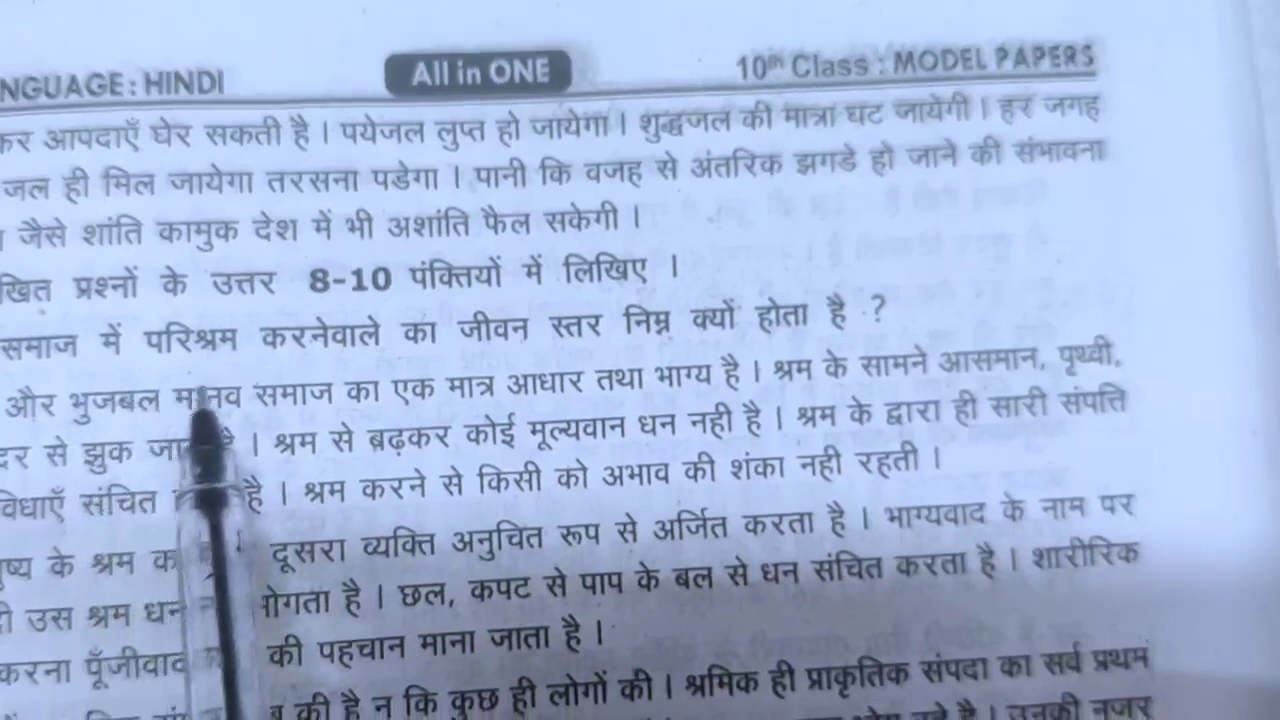 NGUAGE : HINDI All in ONE 10th Class : MODEL PAPERS
कर आपदाएँ घेर सकती है । पयेजल लुप्त हो जायेगा । शुद्धजल की मात्रा घट जायेगी । हर जगह
जल ही मिल जायेगा तरसना पडेगा । पानी कि वजह से अंतरिक झगडे हो जाने की संभावना
जैसे शांति कामुक देश में भी अशांति फैल सकेगी ।
खित प्रश्नों के उत्तर 8-10 पंक्तियों में लिखिए ।
समाज में परिश्रम करनेवाले का जीवन स्तर निम्न क्यों होता है ?
और भुजबल मानव समाज का एक मात्र आधार तथा भाग्य है । श्रम के सामने आसमान, पृथ्वी,
दर से झुक जा है । श्रम से बढ़कर कोई मूल्यवान धन नही है । श्रम के द्वारा ही सारी संपत्ति
विधाएँ संचित है । श्रम करने से किसी को अभाव की शंका नही रहती ।
ष्य के श्रम क दूसरा व्यक्ति अनुचित रूप से अर्जित करता है । भाग्यवाद के नाम पर
उस श्रम धन भोगता है । छल, कपट से पाप के बल से धन संचित करता है । शारीरिक
करना पूँजीवाद की पहचान माना जाता है ।
की है न कि कुछ ही लोगों की । श्रमिक ही प्राकृतिक संपदा का सर्व प्रथम
है । उनकी नजर